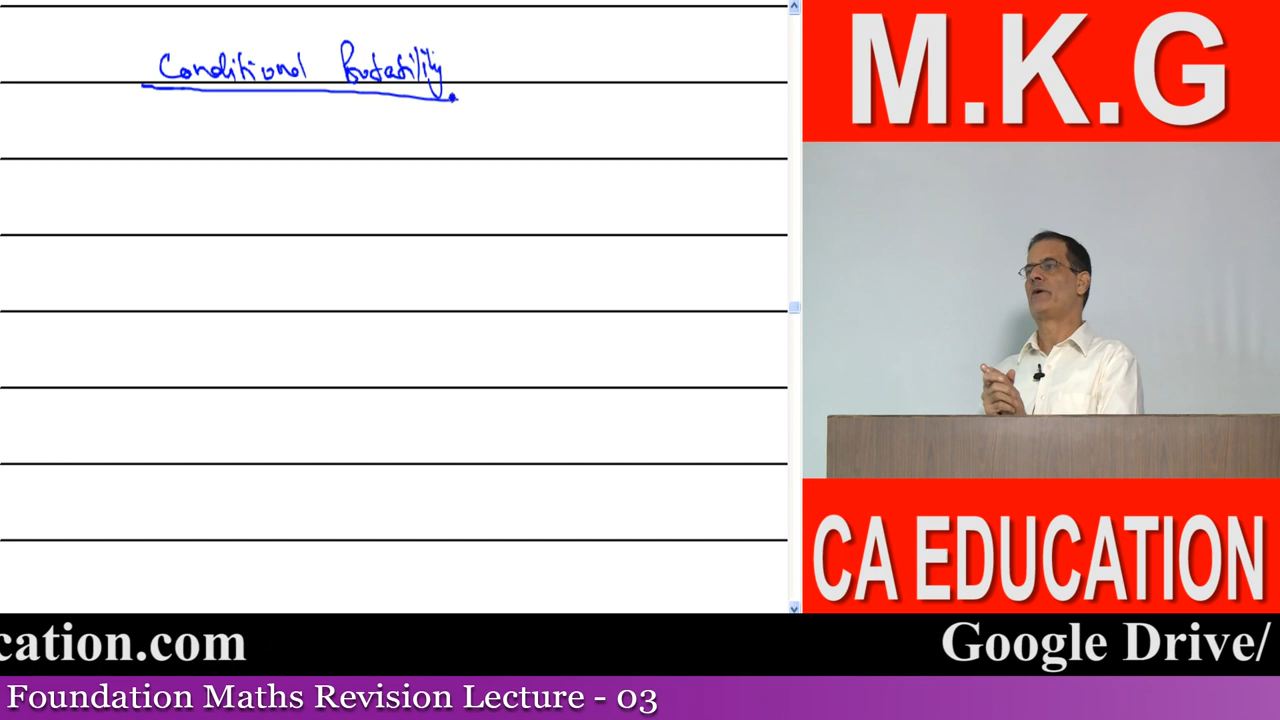 Conditional Probability
M.K.G
CA EDUCATION
cation.com
Google Drive/
Foundation Maths Revision Lecture - 03